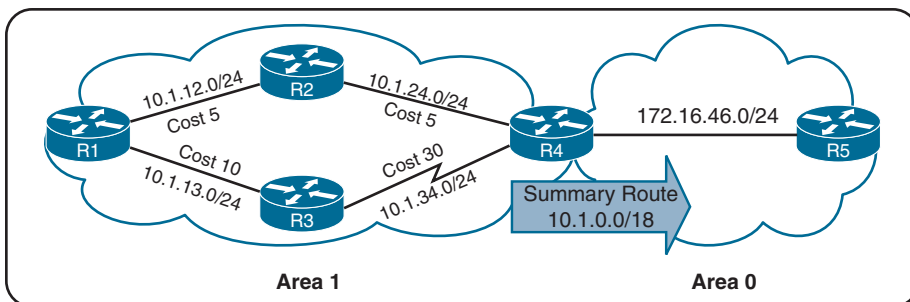 10.1.12.0/24
Cost 5
R2
10.1.24.0/24
Cost 5
R1
Cost 10
10.1.13.0/24
R3
Cost 30
10.1.34.0/24
R4
172.16.46.0/24
R5
Summary Route
10.1.0.0/18
Area 1
Area 0